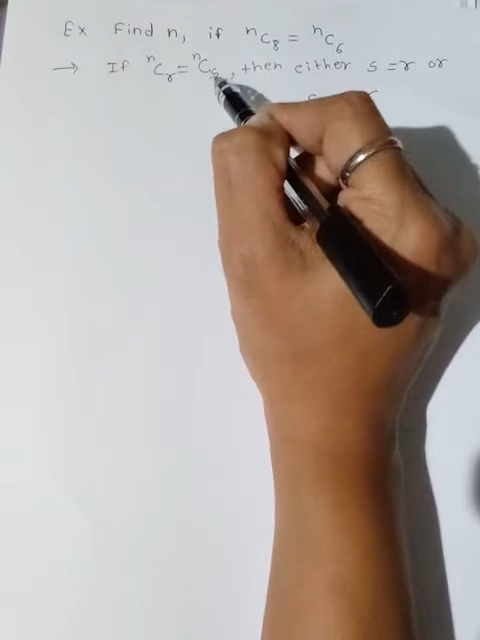 Ex Find n, if ⁿC₈ = ⁿC₆
→ If ⁿCᵣ = ⁿCₛ, then either s = r or